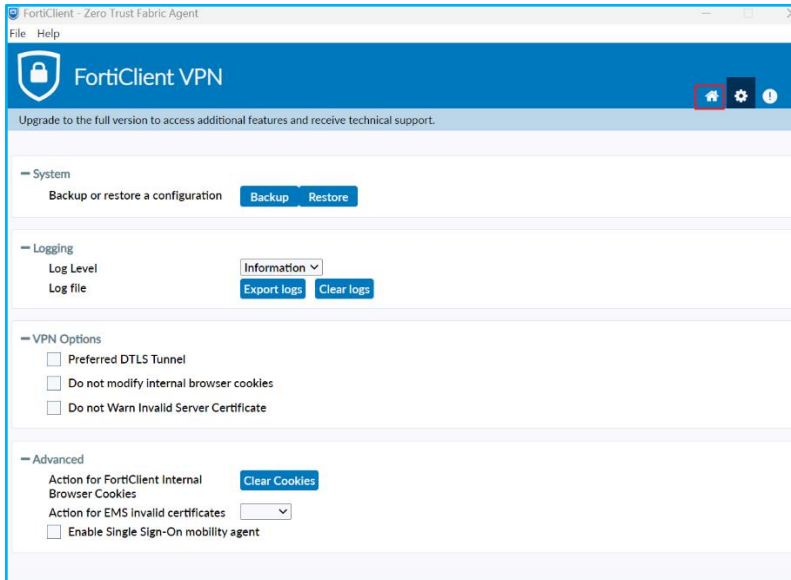 FortiClient - Zero Trust Fabric Agent
File Help
FortiClient VPN
Upgrade to the full version to access additional features and receive technical support.
System
Backup or restore a configuration Backup Restore
Logging
Log Level Information
Log file Export logs Clear logs
VPN Options
Preferred DTLS Tunnel
Do not modify internal browser cookies
Do not Warn Invalid Server Certificate
Advanced
Action for FortiClient Internal Clear Cookies
Browser Cookies
Action for EMS invalid certificates
Enable Single Sign-On mobility agent